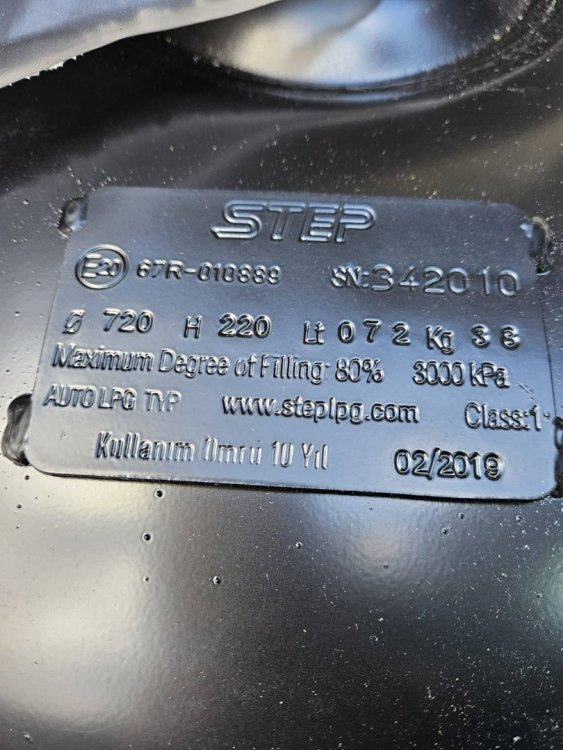 STEP
E20 67R-010889 SN:342010
Ø 720 H 220 Lt 072 Kg 38
Maximum Degree of Filling 80% 3000 kPa
AUTO LPG TYP www.steplpg.com Class:1
Kullanım Ömrü 10 Yıl 02/2019